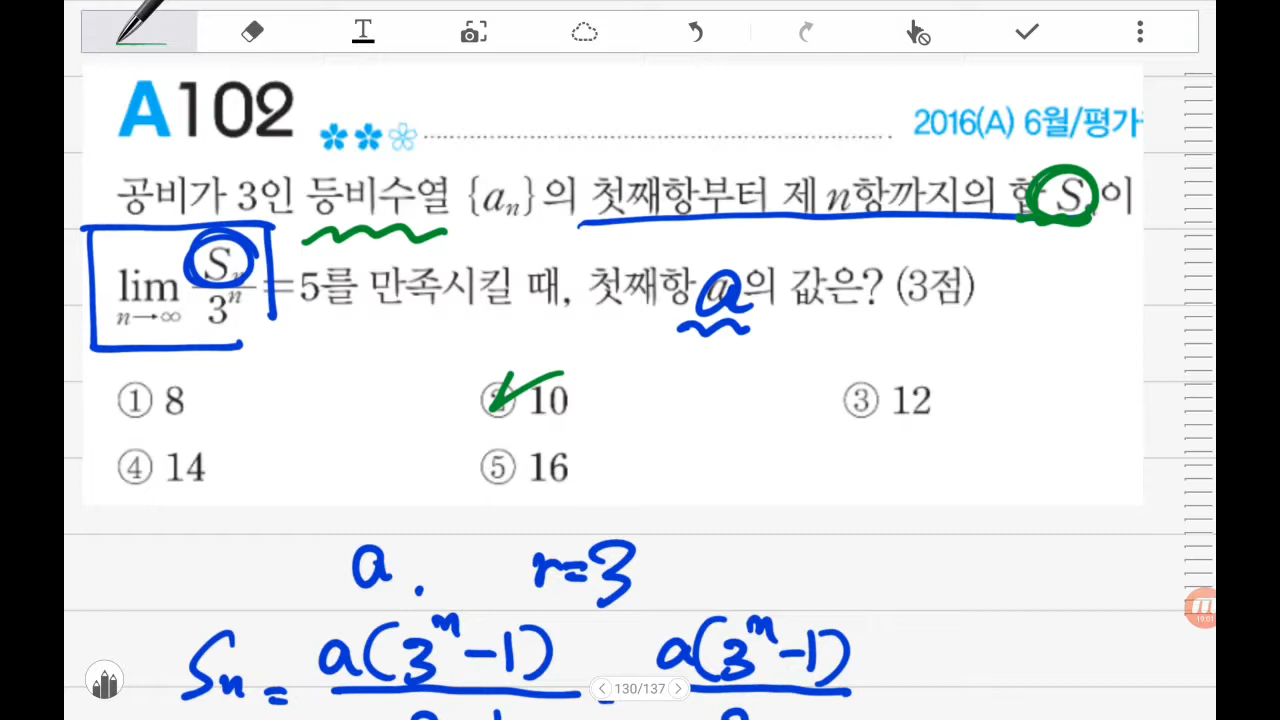 T
A102
2016(A) 6월/평가
공비가 3인 등비수열 {aₙ}의 첫째항부터 제 n항까지의 합 Sₙ이
lim n→∞ Sₙ/3ⁿ = 5를 만족시킬 때, 첫째항 a의 값은? (3점)
① 8 ② 10 ③ 12
④ 14 ⑤ 16
a. r=3
Sₙ = a(3ⁿ-1) a(3ⁿ-1)
130/137
19:01